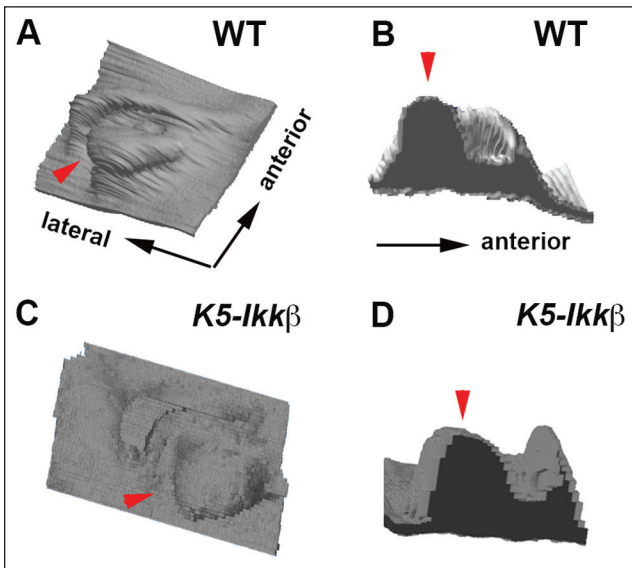 A WT
B WT
anterior
lateral
anterior
C K5-Ikkβ
D K5-Ikkβ